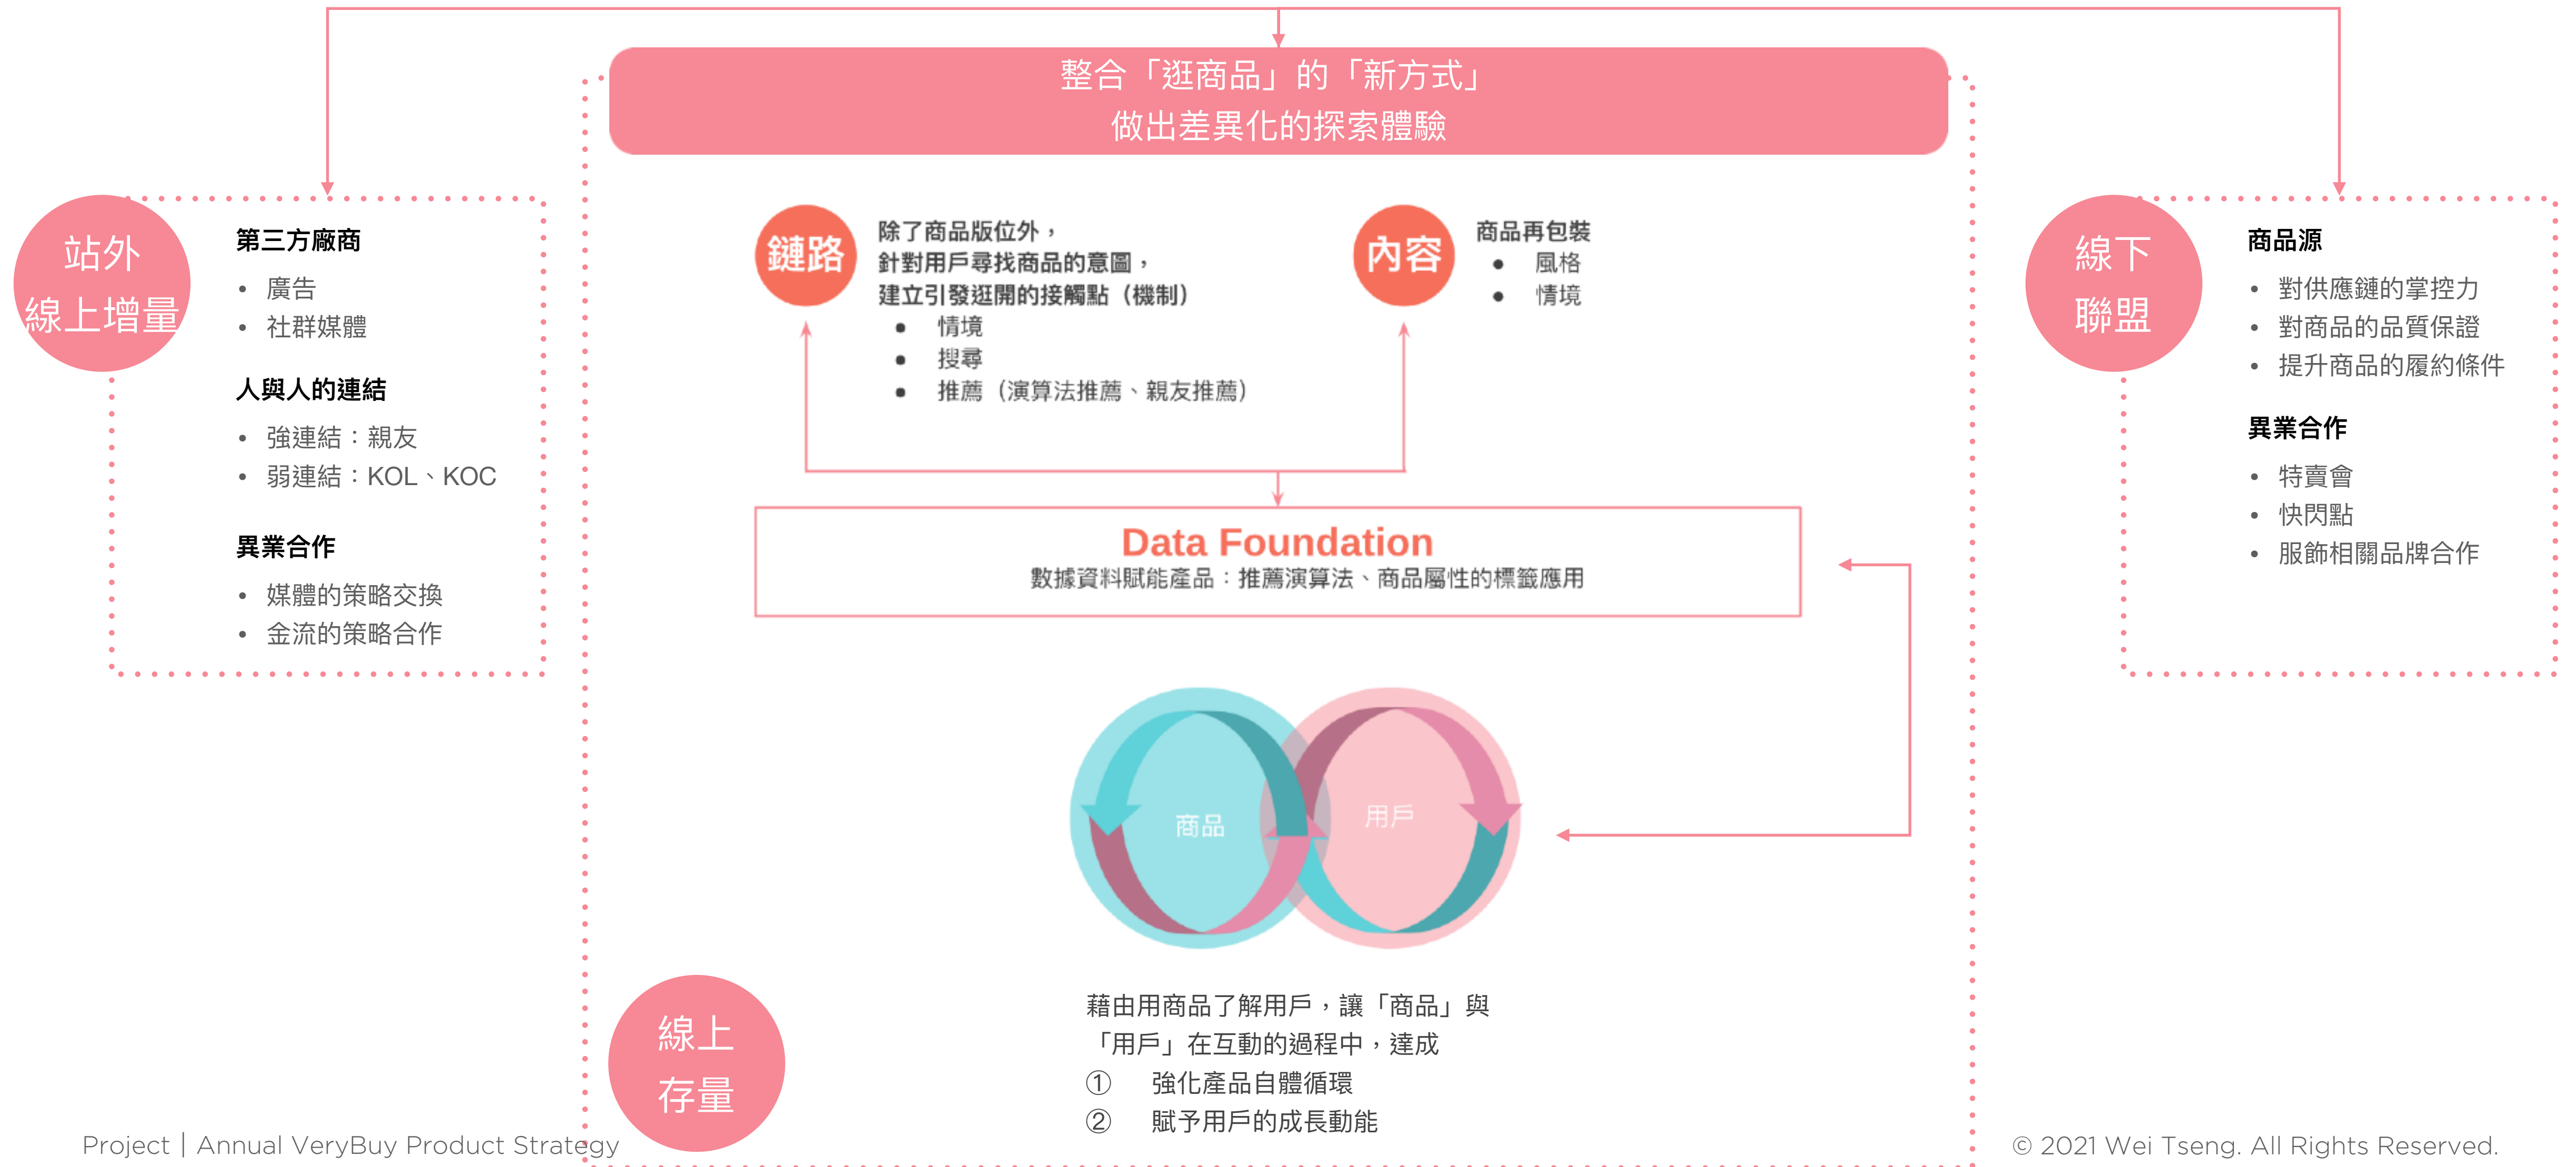 整合「逛商品」的「新方式」
做出差異化的探索體驗
站外
線上增量
第三方廠商
• 廣告
• 社群媒體
人與人的連結
• 強連結：親友
• 弱連結：KOL、KOC
異業合作
• 媒體的策略交換
• 金流的策略合作
鏈路
除了商品版位外，
針對用戶尋找商品的意圖，
建立引發逛開的接觸點（機制）
• 情境
• 搜尋
• 推薦（演算法推薦、親友推薦）
內容
商品再包裝
• 風格
• 情境
Data Foundation
數據資料賦能產品：推薦演算法、商品屬性的標籤應用
商品
用戶
線上
存量
藉由用商品了解用戶，讓「商品」與
「用戶」在互動的過程中，達成
① 強化產品自體循環
② 賦予用戶的成長動能
線下
聯盟
商品源
• 對供應鏈的掌控力
• 對商品的品質保證
• 提升商品的履約條件
異業合作
• 特賣會
• 快閃點
• 服飾相關品牌合作
Project | Annual VeryBuy Product Strategy
© 2021 Wei Tseng. All Rights Reserved.